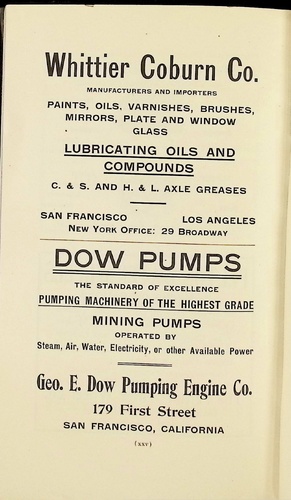 Whittier Coburn Co.
MANUFACTURERS AND IMPORTERS
PAINTS, OILS, VARNISHES, BRUSHES,
MIRRORS, PLATE AND WINDOW
GLASS
LUBRICATING OILS AND
COMPOUNDS
C. & S. AND H. & L. AXLE GREASES
SAN FRANCISCO LOS ANGELES
NEW YORK OFFICE: 29 BROADWAY
DOW PUMPS
THE STANDARD OF EXCELLENCE
PUMPING MACHINERY OF THE HIGHEST GRADE
MINING PUMPS
OPERATED BY
Steam, Air, Water, Electricity, or other Available Power
Geo. E. Dow Pumping Engine Co.
179 First Street
SAN FRANCISCO, CALIFORNIA
(xxv)